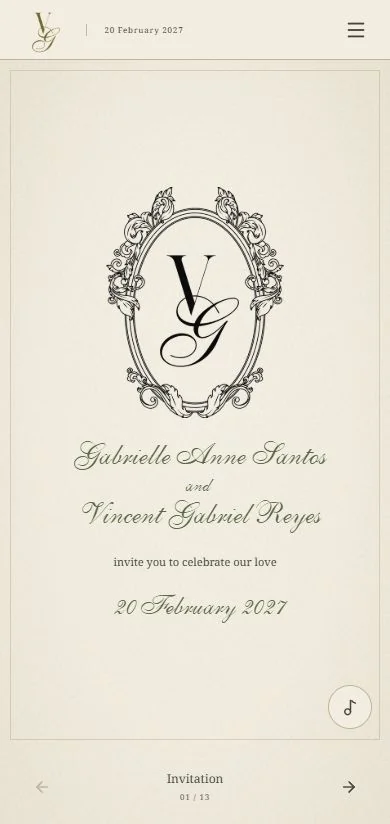 VG
20 February 2027
VG
Gabrielle Anne Santos
and
Vincent Gabriel Reyes
invite you to celebrate our love
20 February 2027
Invitation
01 / 13